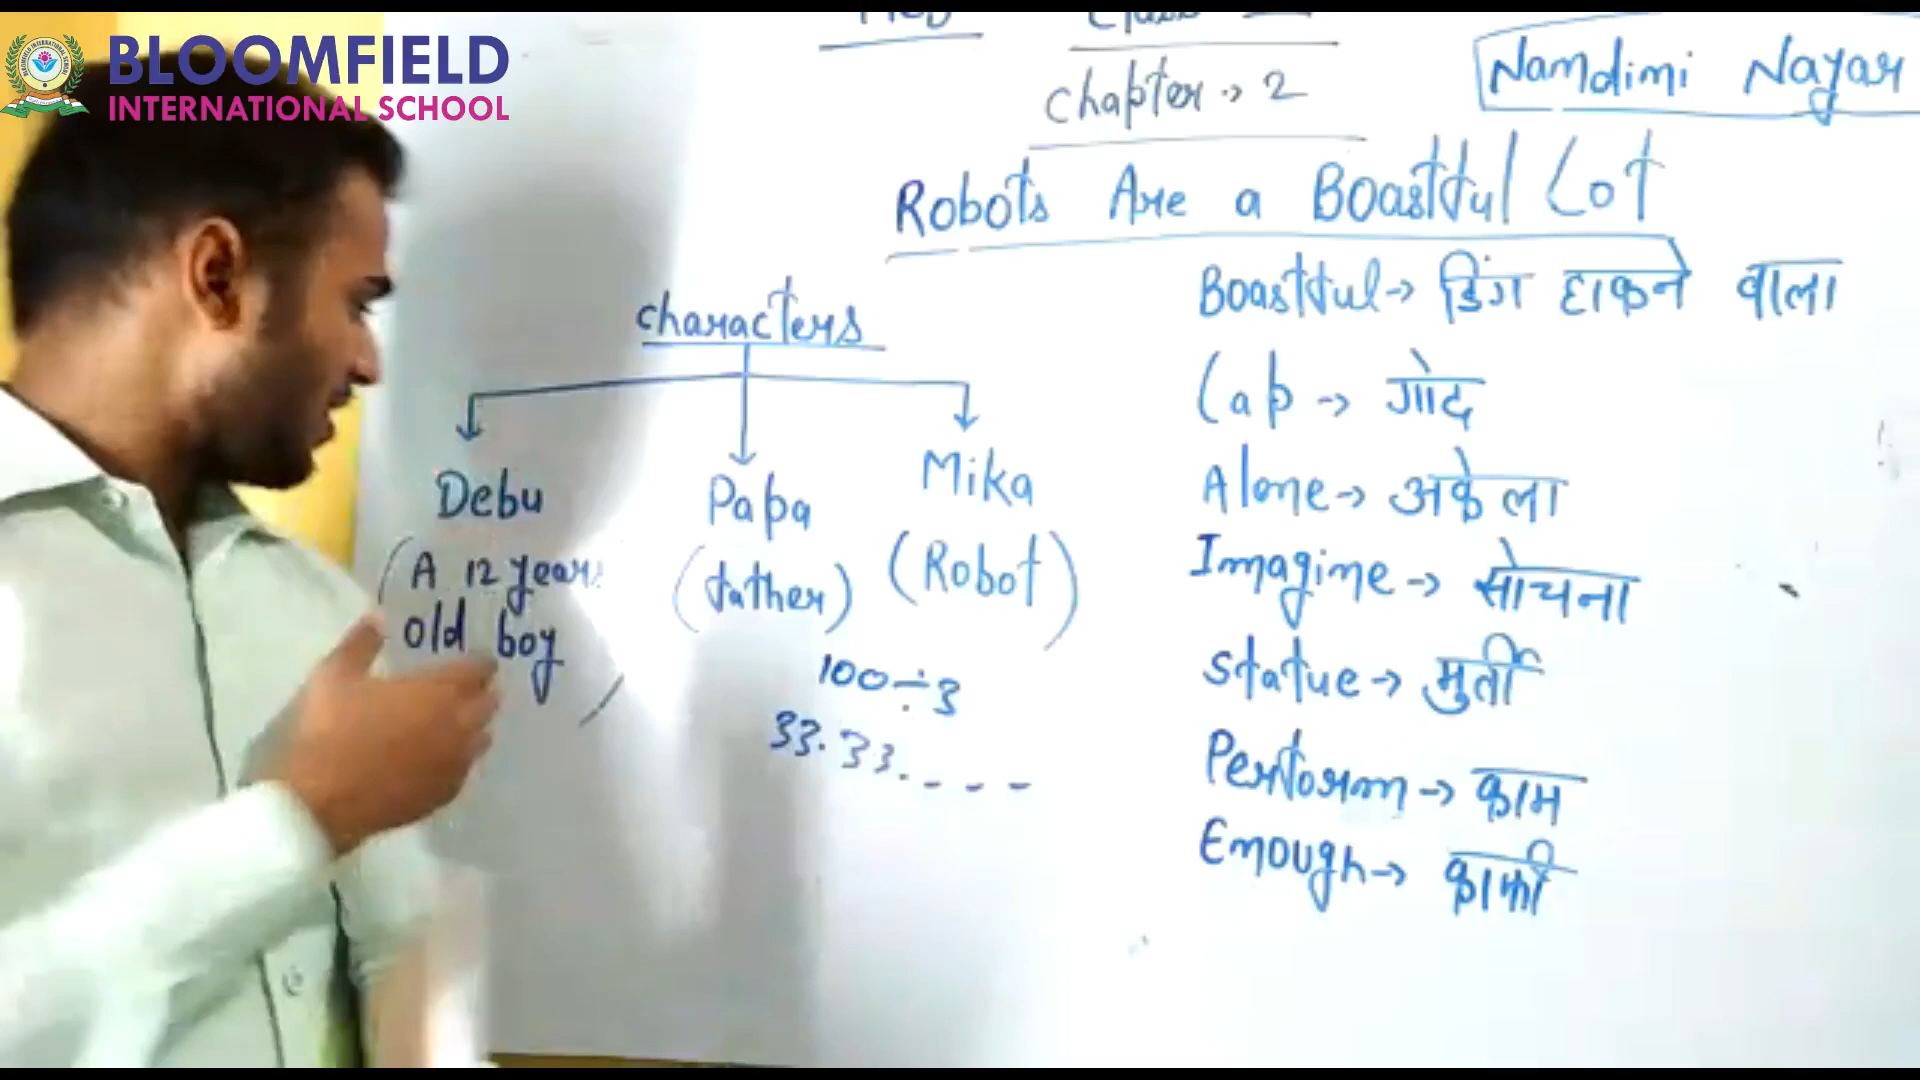 BLOOMFIELD
INTERNATIONAL SCHOOL
Chapter → 2
Namdini Nayar
Robots Are a Boastful Lot
Characters
Debu
(A 12 years
old boy)
Papa
(father)
Mika
(Robot)
100÷3
33.33. _ _ _
Boastful → डिंग हाकने वाला
Lap → गोद
Alone → अकेला
Imagine → सोचना
Statue → मुर्ती
Perform → काम
Enough → काफी